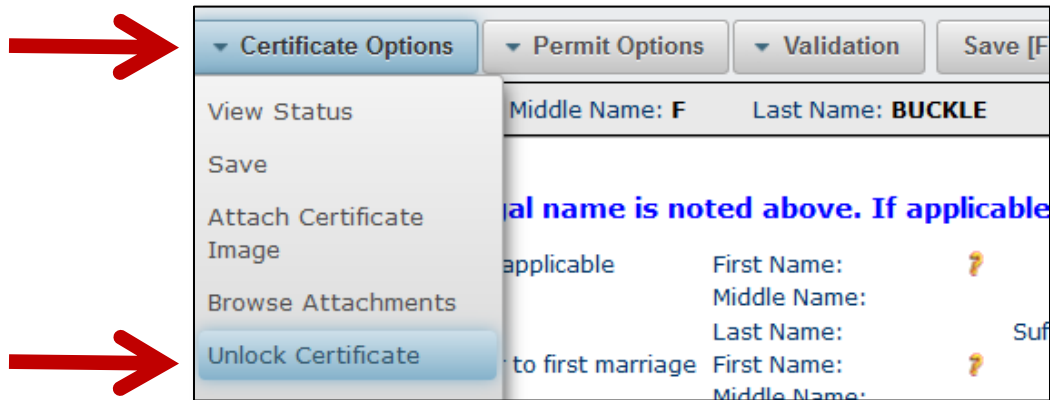 Certificate Options Permit Options Validation Save [F
View Status Middle Name: F Last Name: BUCKLE
Save
gal name is noted above. If applicable
Attach Certificate
Image
applicable First Name:
Middle Name:
Browse Attachments
Last Name: Suf
Unlock Certificate
to first marriage First Name:
Middle Name: